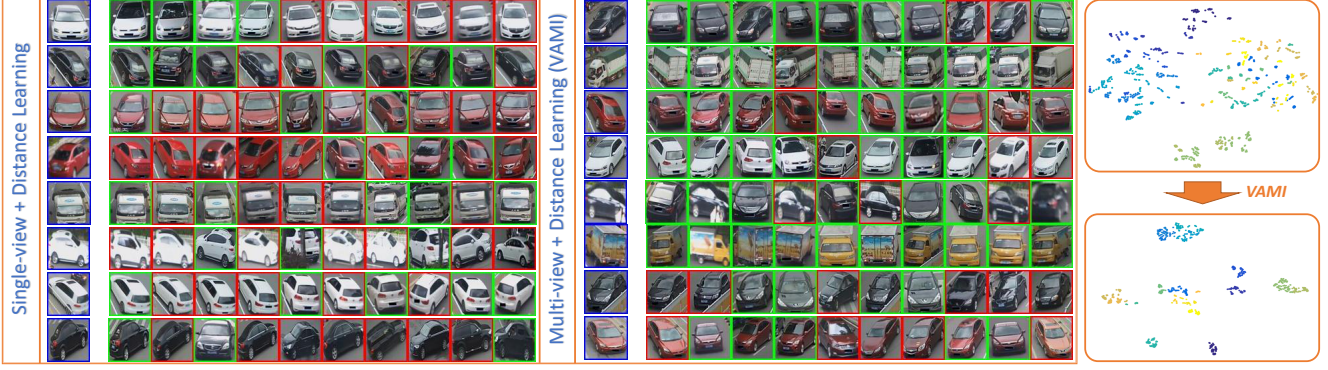 Single-view + Distance Learning
Multi-view + Distance Learning (VAMI)
VAMI